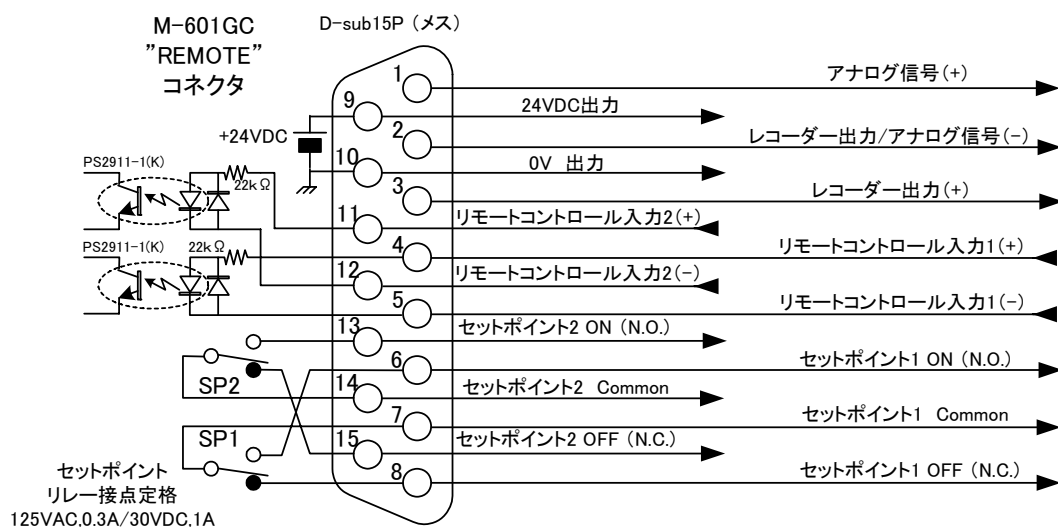 M-601GC
”REMOTE”
コネクタ
D-sub15P (メス)
1
アナログ信号(+)
9
24VDC出力
+24VDC
2
レコーダー出力/アナログ信号(-)
10
0V 出力
PS2911-1(K)
22kΩ
3
レコーダー出力(+)
11
リモートコントロール入力2(+)
PS2911-1(K)
22kΩ
4
リモートコントロール入力1(+)
12
リモートコントロール入力2(-)
5
リモートコントロール入力1(-)
13
セットポイント2 ON (N.O.)
6
セットポイント1 ON (N.O.)
SP2
14
セットポイント2 Common
7
セットポイント1 Common
SP1
15
セットポイント2 OFF (N.C.)
8
セットポイント1 OFF (N.C.)
セットポイント
リレー接点定格
125VAC,0.3A/30VDC,1A